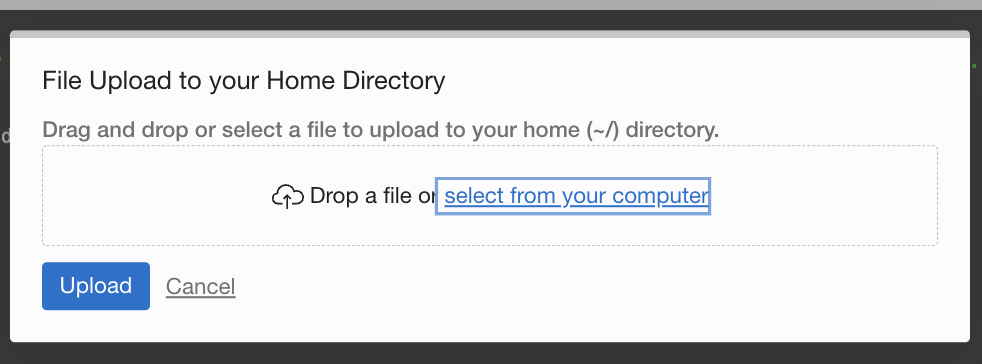 File Upload to your Home Directory
Drag and drop or select a file to upload to your home (~/) directory.
Drop a file or select from your computer
Upload Cancel